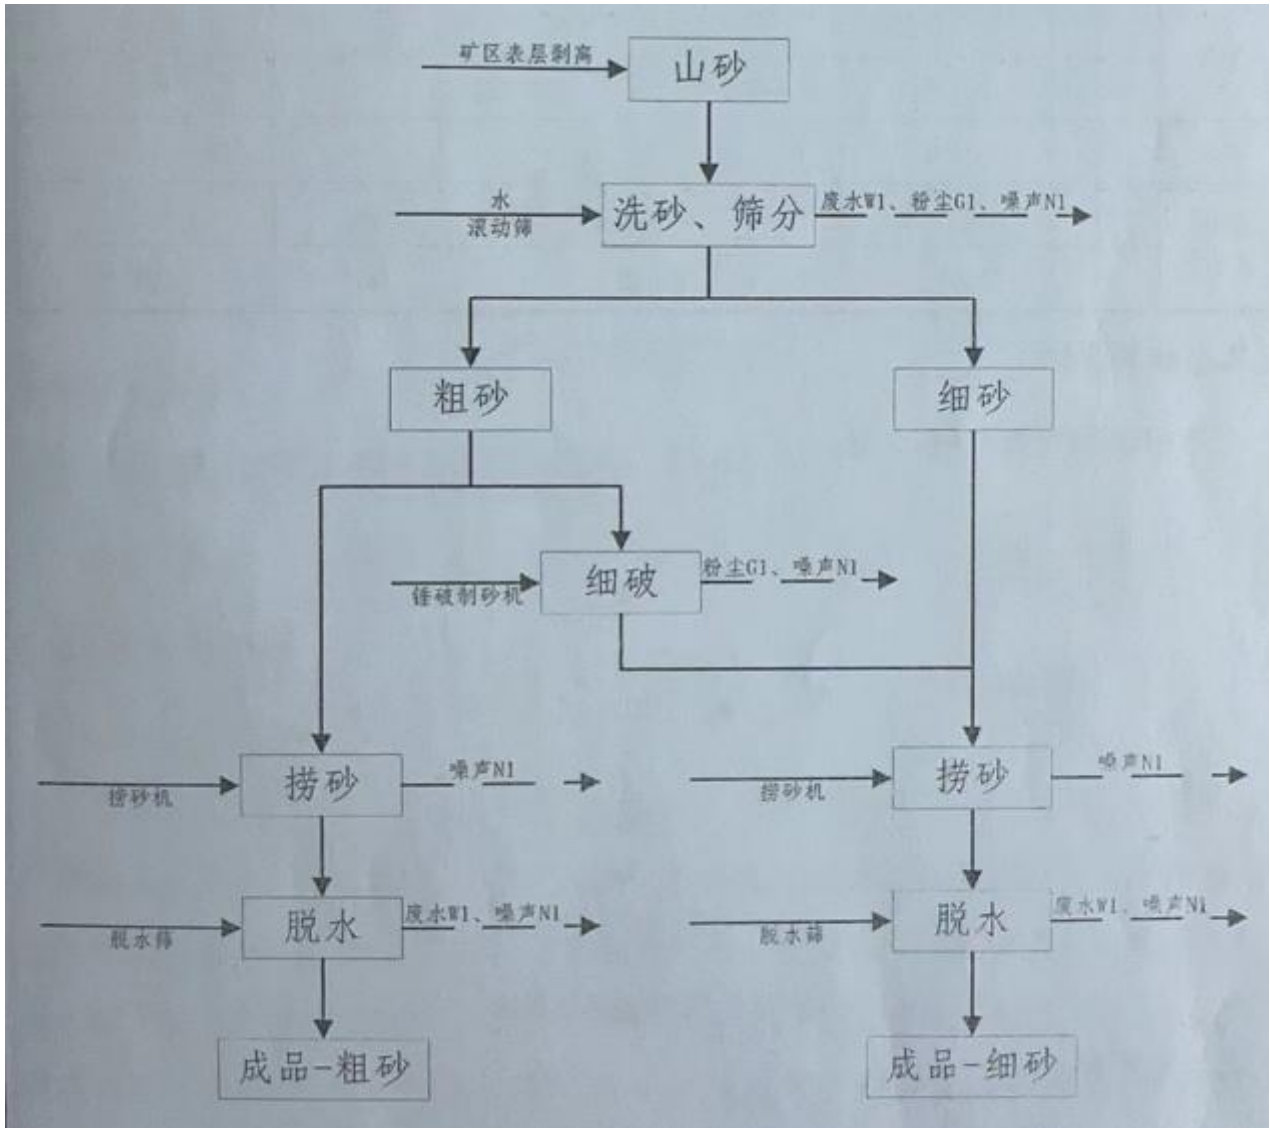 矿区表层剥离
山砂
水
滚动筛
洗砂、筛分
废水W1、粉尘G1、噪声N1
粗砂
细砂
锤破制砂机
细破
粉尘G1、噪声N1
捞砂机
捞砂
噪声N1
捞砂机
捞砂
噪声N1
脱水筛
脱水
废水W1、噪声N1
脱水筛
脱水
废水W1、噪声N1
成品-粗砂
成品-细砂